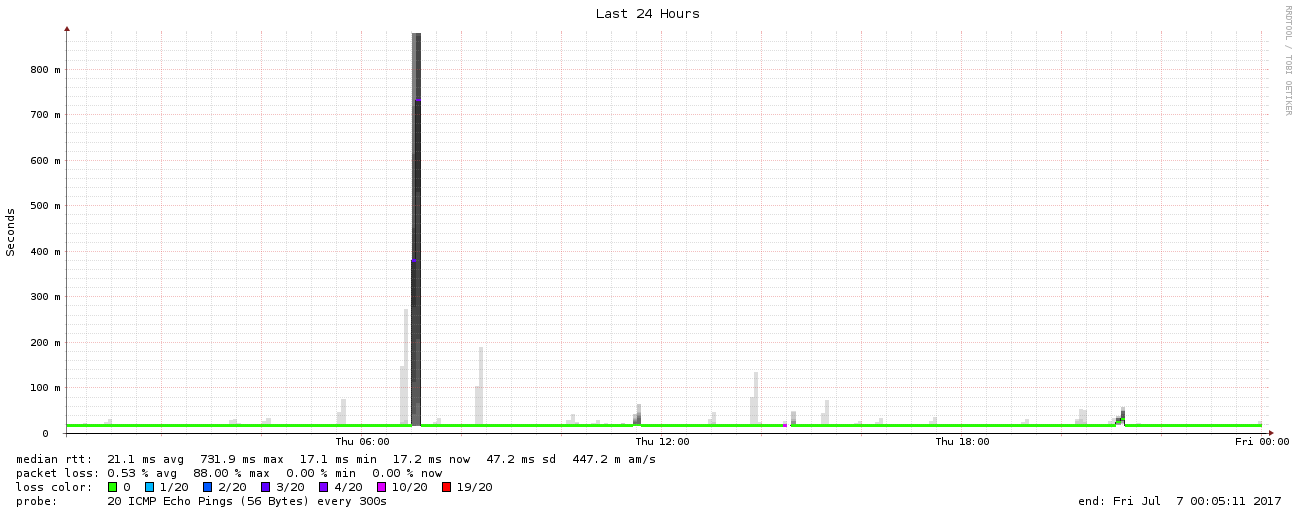 Last 24 Hours
RRDTOOL / TOBI OETIKER
Seconds
800 m
700 m
600 m
500 m
400 m
300 m
200 m
100 m
0
Thu 06:00 Thu 12:00 Thu 18:00 Fri 00:00
median rtt: 21.1 ms avg 731.9 ms max 17.1 ms min 17.2 ms now 47.2 ms sd 447.2 m am/s
packet loss: 0.53 % avg 88.00 % max 0.00 % min 0.00 % now
loss color: 0 1/20 2/20 3/20 4/20 10/20 19/20
probe: 20 ICMP Echo Pings (56 Bytes) every 300s end: Fri Jul 7 00:05:11 2017